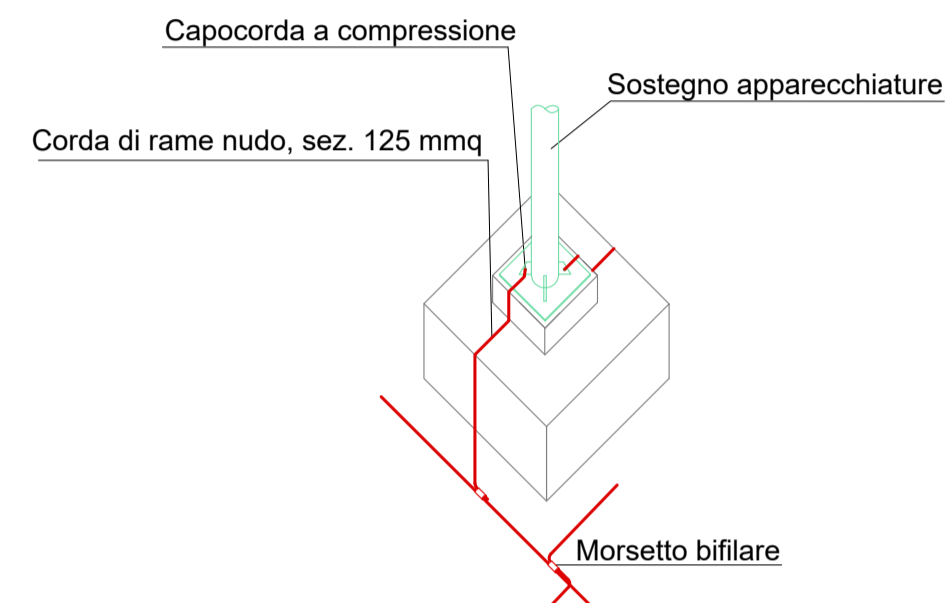 Capocorda a compressione
Sostegno apparecchiature
Corda di rame nudo, sez. 125 mmq
Morsetto bifilare